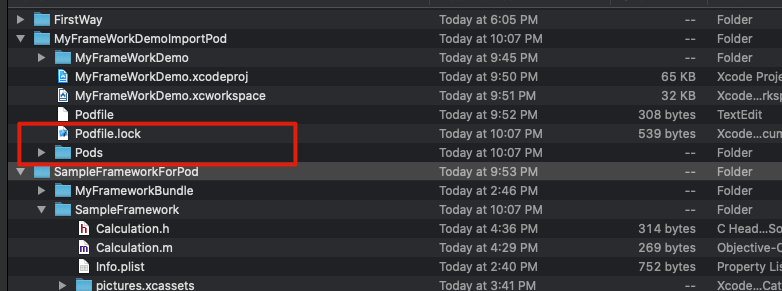 FirstWay Today at 6:05 PM -- Folder
MyFrameWorkDemoImportPod Today at 10:07 PM -- Folder
MyFrameWorkDemo Today at 9:45 PM -- Folder
MyFrameWorkDemo.xcodeproj Today at 9:50 PM 65 KB Xcode Proje
MyFrameWorkDemo.xcworkspace Today at 9:51 PM 32 KB Xcode...rksp
Podfile Today at 9:52 PM 308 bytes TextEdit
Podfile.lock Today at 10:07 PM 539 bytes Xcode...cum
Pods Today at 10:07 PM -- Folder
SampleFrameworkForPod Today at 9:53 PM -- Folder
MyFrameworkBundle Today at 2:46 PM -- Folder
SampleFramework Today at 10:07 PM -- Folder
Calculation.h Today at 4:36 PM 314 bytes C Head...So
Calculation.m Today at 4:29 PM 269 bytes Objective-C
Info.plist Today at 2:40 PM 752 bytes Property List
pictures.xcassets Today at 3:41 PM -- Folder